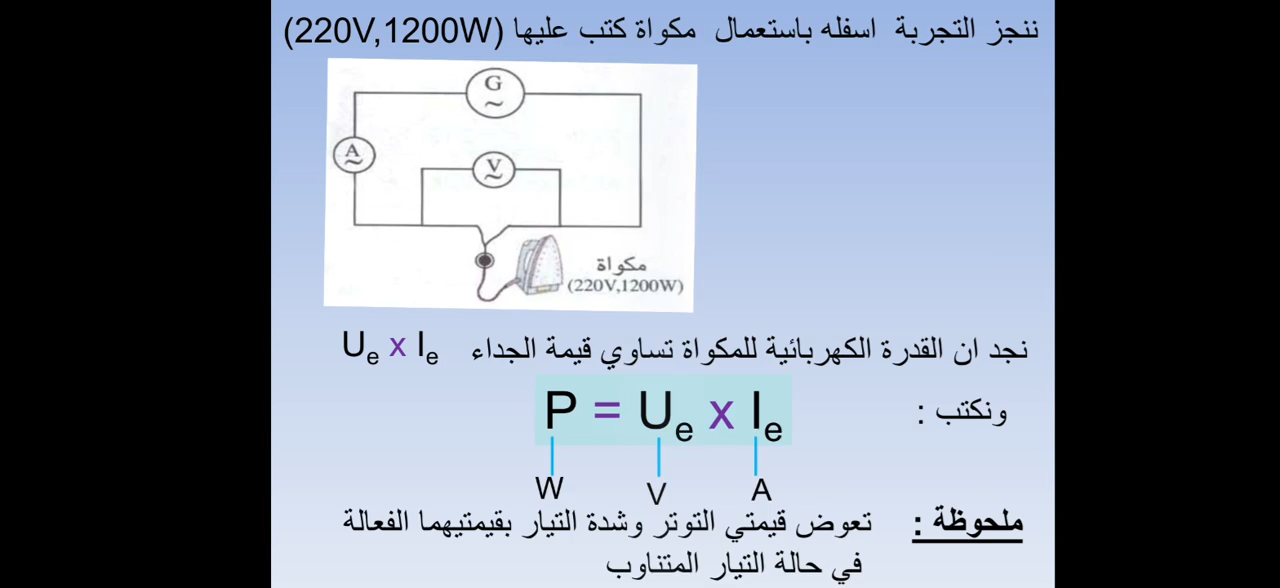 ننجز التجربة اسفله باستعمال مكواة كتب عليها (220V,1200W)
G
~
A
~
V
~
مكواة
(220V,1200W)
نجد ان القدرة الكهربائية للمكواة تساوي قيمة الجداء Ue x Ie
ونكتب : P = Ue x Ie
W V A
ملحوظة : تعوض قيمتي التوتر وشدة التيار بقيمتيهما الفعالة
في حالة التيار المتناوب